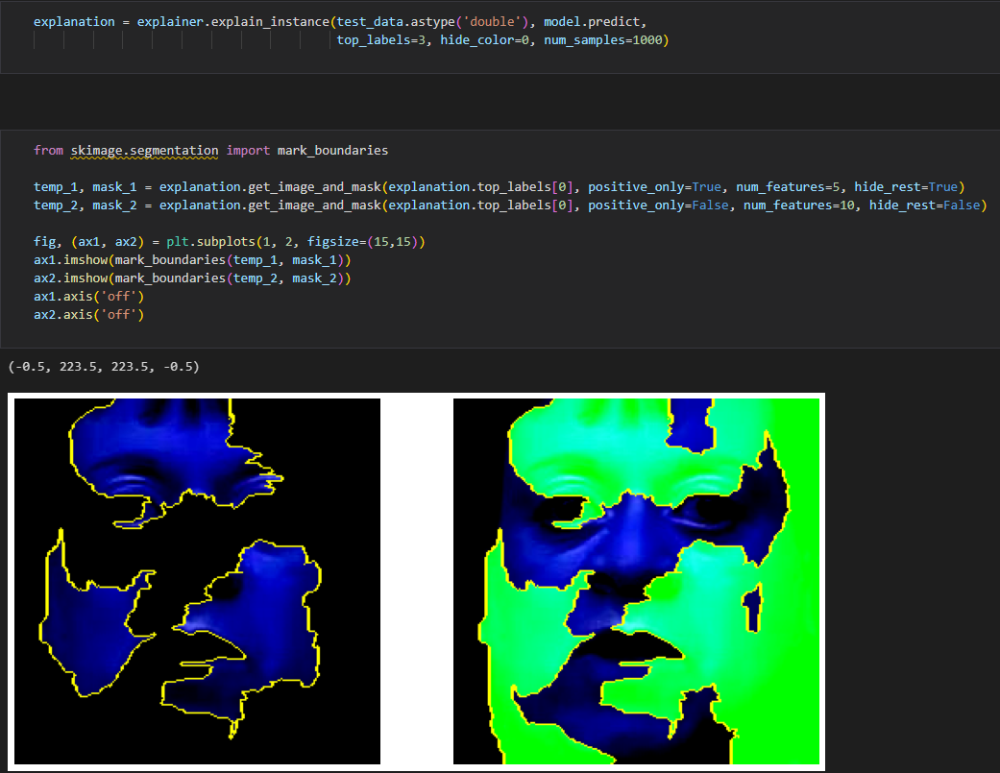 explanation = explainer.explain_instance(test_data.astype('double'), model.predict,
top_labels=3, hide_color=0, num_samples=1000)
from skimage.segmentation import mark_boundaries
temp_1, mask_1 = explanation.get_image_and_mask(explanation.top_labels[0], positive_only=True, num_features=5, hide_rest=True)
temp_2, mask_2 = explanation.get_image_and_mask(explanation.top_labels[0], positive_only=False, num_features=10, hide_rest=False)
fig, (ax1, ax2) = plt.subplots(1, 2, figsize=(15,15))
ax1.imshow(mark_boundaries(temp_1, mask_1))
ax2.imshow(mark_boundaries(temp_2, mask_2))
ax1.axis('off')
ax2.axis('off')
(-0.5, 223.5, 223.5, -0.5)